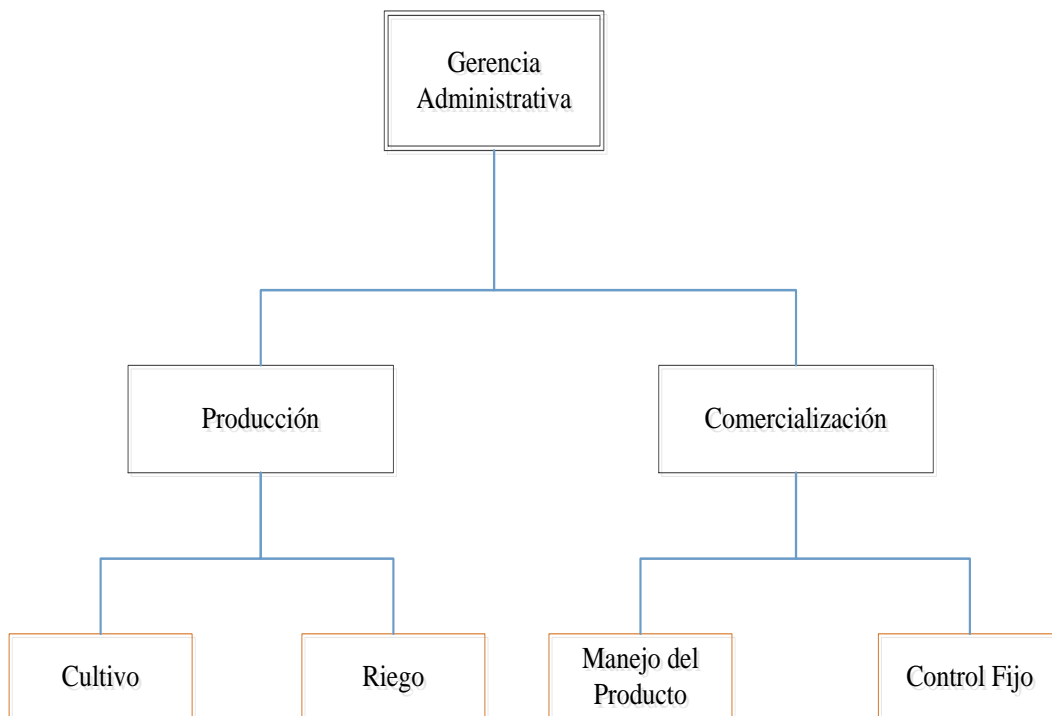 Gerencia
Administrativa
Producción
Comercialización
Cultivo
Riego
Manejo del
Producto
Control Fijo